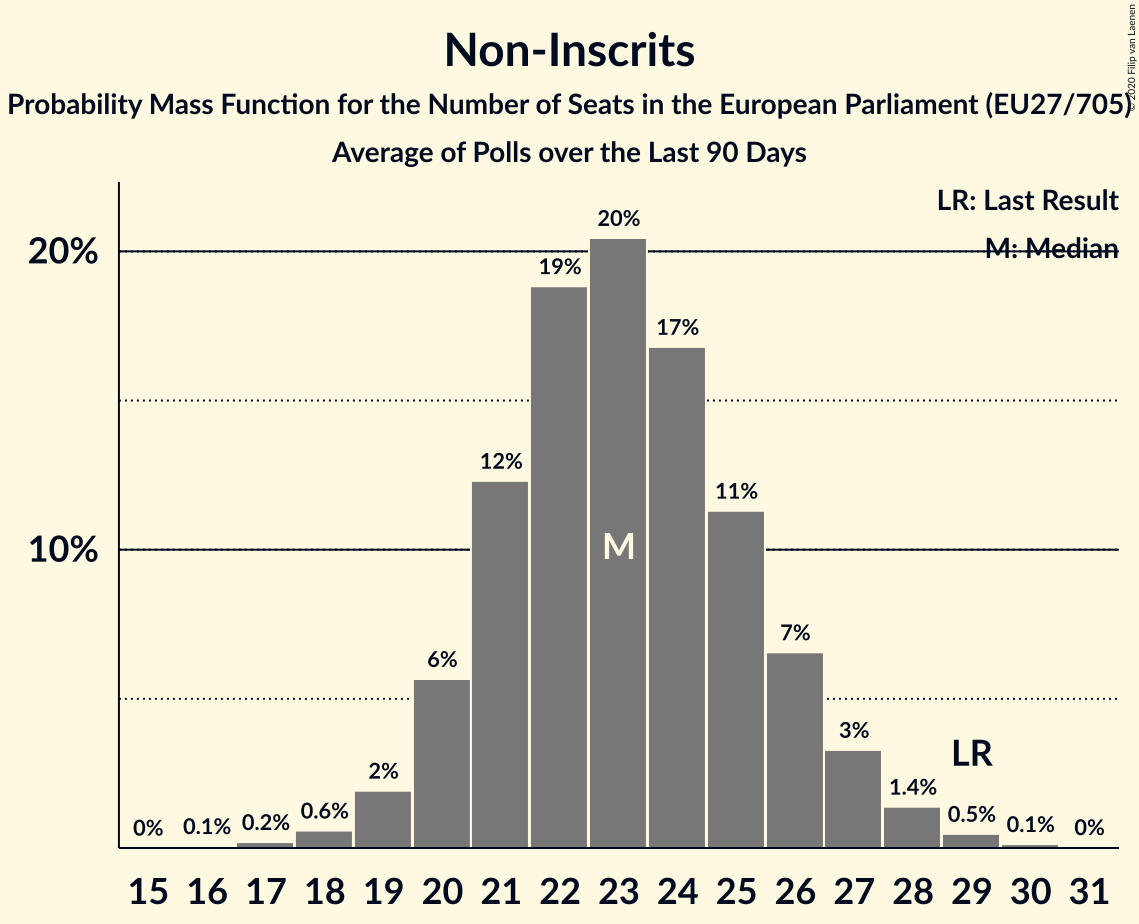 Non-Inscrits
Probability Mass Function for the Number of Seats in the European Parliament (EU27/705)
Average of Polls over the Last 90 Days
© 2020 Filip van Laenen
LR: Last Result
M: Median
20%
10%
0%
0.1%
0.2%
0.6%
2%
6%
12%
19%
20%
17%
11%
7%
3%
1.4%
0.5%
0.1%
0%
M
LR
15 16 17 18 19 20 21 22 23 24 25 26 27 28 29 30 31